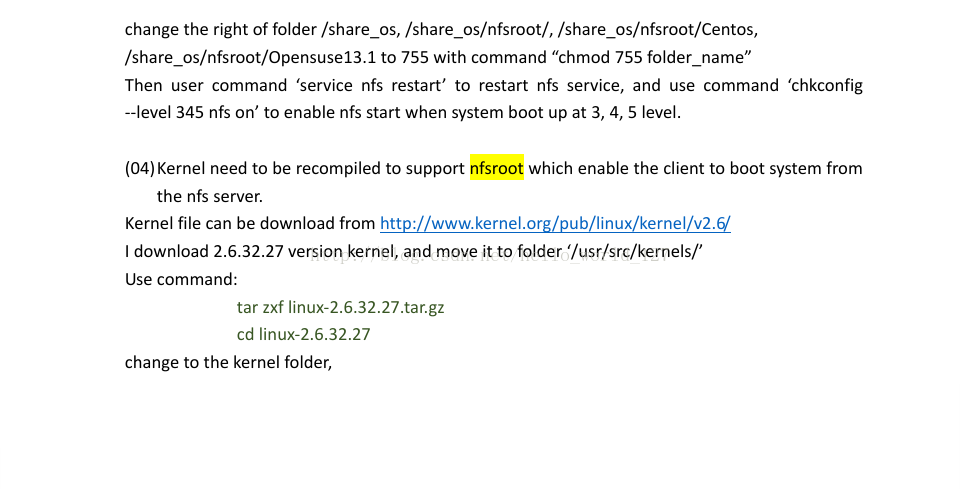 change the right of folder /share_os, /share_os/nfsroot/, /share_os/nfsroot/Centos,
/share_os/nfsroot/Opensuse13.1 to 755 with command “chmod 755 folder_name”
Then user command ‘service nfs restart’ to restart nfs service, and use command ‘chkconfig
--level 345 nfs on’ to enable nfs start when system boot up at 3, 4, 5 level.
(04) Kernel need to be recompiled to support nfsroot which enable the client to boot system from
the nfs server.
Kernel file can be download from http://www.kernel.org/pub/linux/kernel/v2.6/
I download 2.6.32.27 version kernel, and move it to folder ‘/usr/src/kernels/’
Use command:
tar zxf linux-2.6.32.27.tar.gz
cd linux-2.6.32.27
change to the kernel folder,